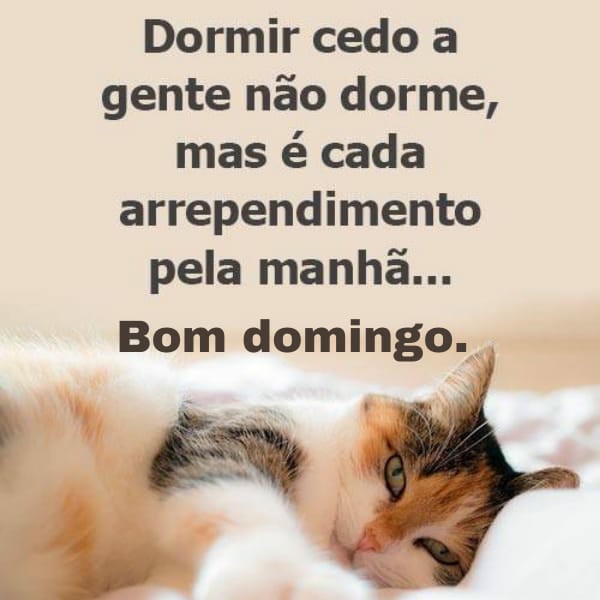 Dormir cedo a
gente não dorme,
mas é cada
arrependimento
pela manhã...
Bom domingo.